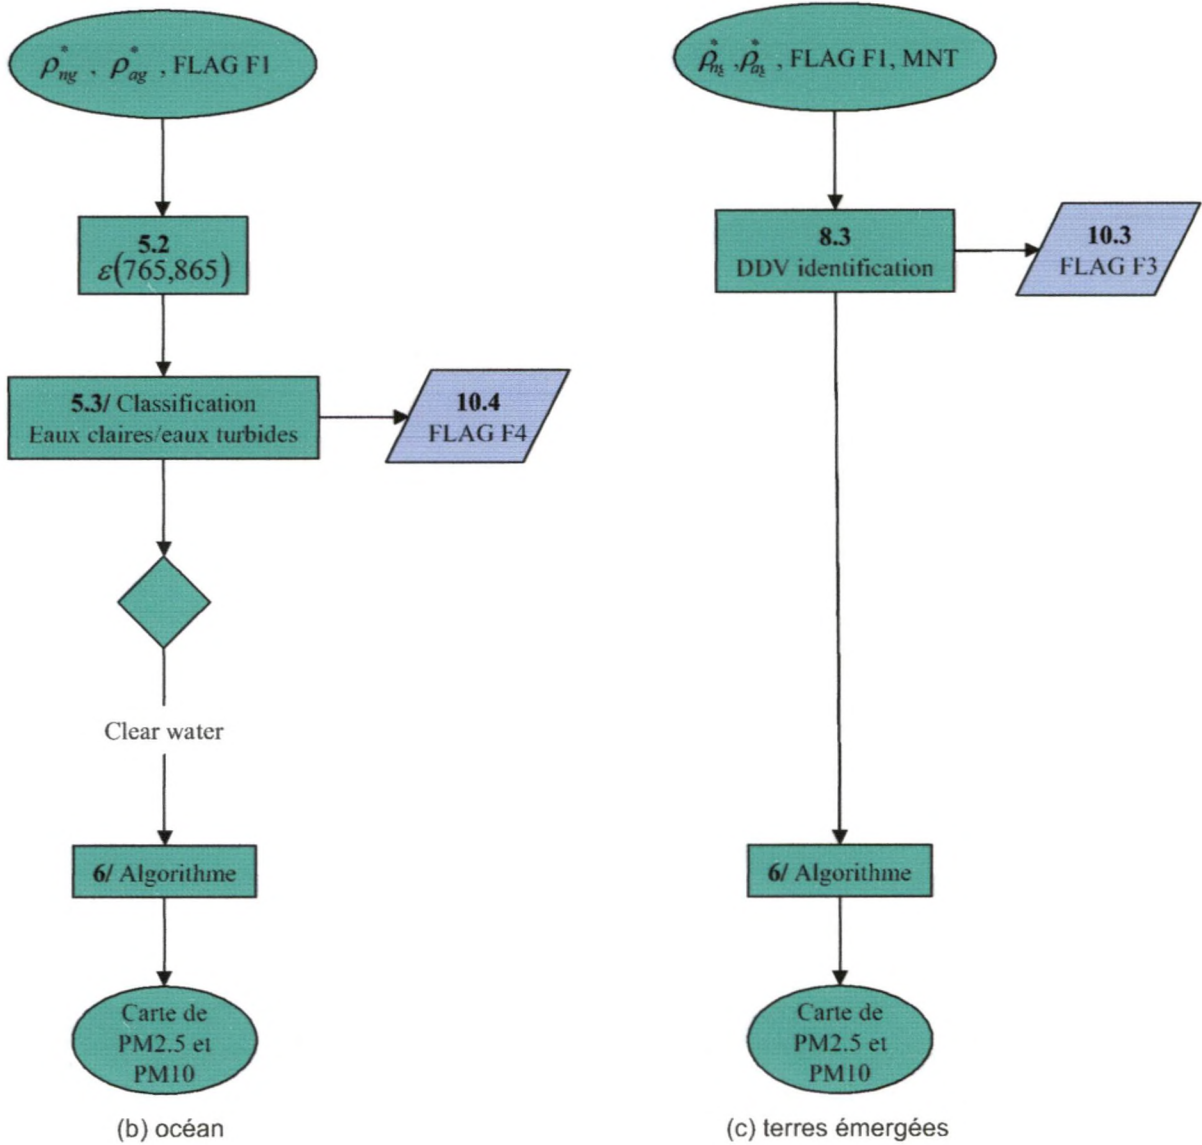 ρ*ng , ρ*ag , FLAG F1
5.2
ε(765,865)
5.3/ Classification
Eaux claires/eaux turbides
10.4
FLAG F4
Clear water
6/ Algorithme
Carte de
PM2.5 et
PM10
(b) océan
ρ*ng ,ρ*ag , FLAG F1, MNT
8.3
DDV identification
10.3
FLAG F3
6/ Algorithme
Carte de
PM2.5 et
PM10
(c) terres émergées